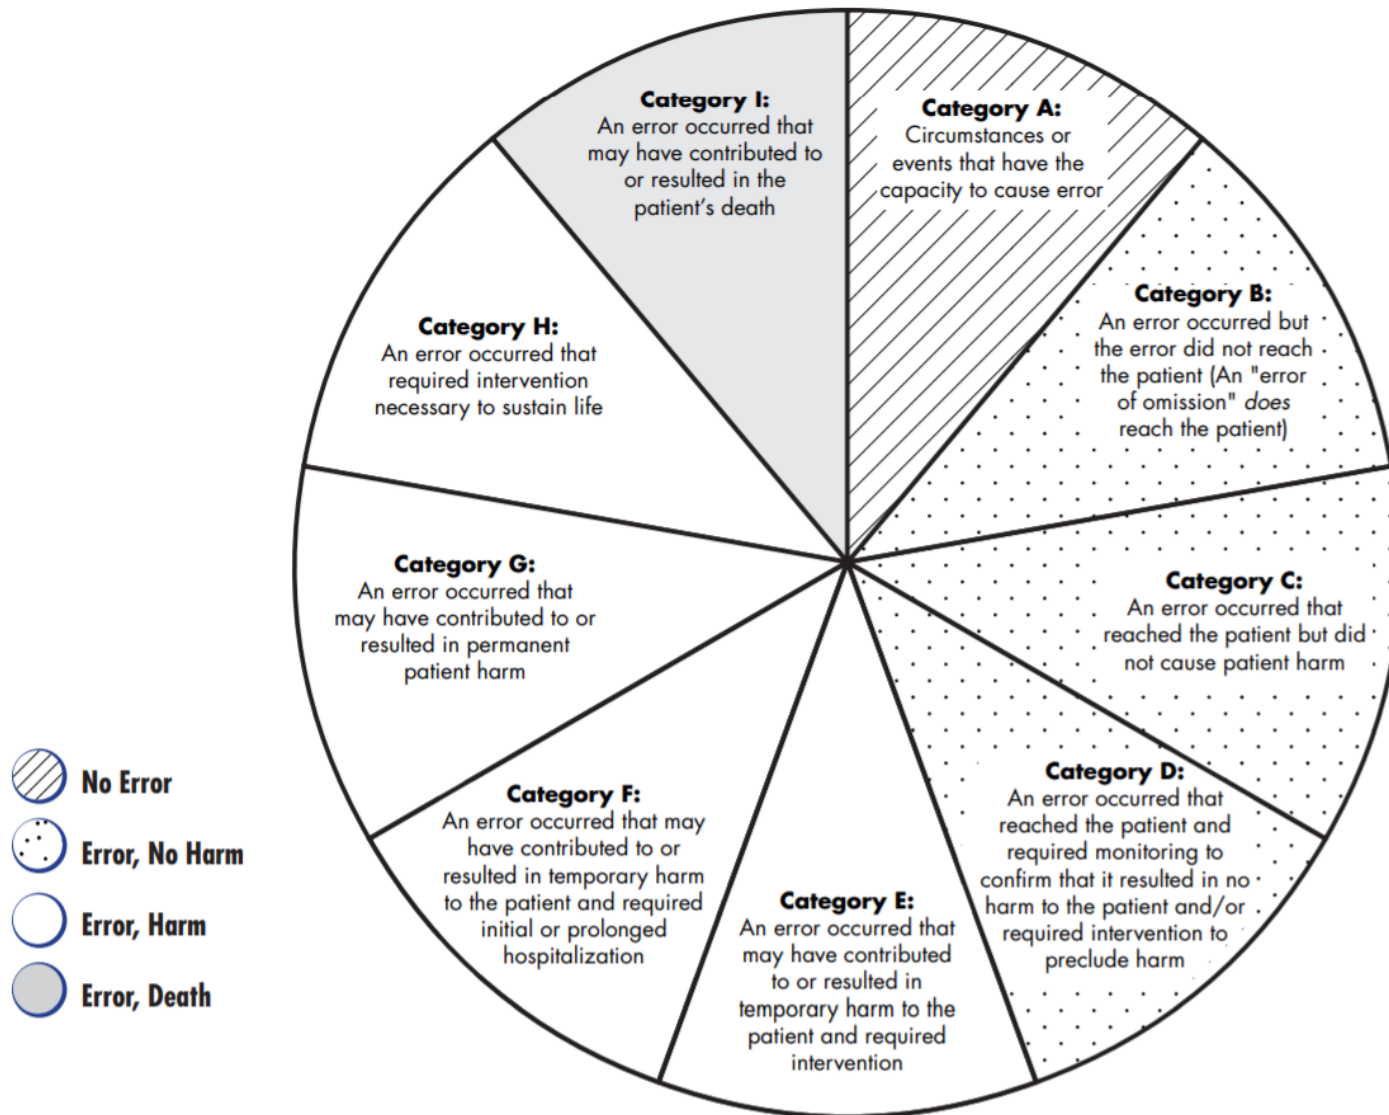 Category I:
An error occurred that
may have contributed to
or resulted in the
patient's death
Category A:
Circumstances or
events that have the
capacity to cause error
Category B:
An error occurred but
the error did not reach
the patient (An "error
of omission" does
reach the patient)
Category H:
An error occurred that
required intervention
necessary to sustain life
Category C:
An error occurred that
reached the patient but did
not cause patient harm
Category G:
An error occurred that
may have contributed to or
resulted in permanent
patient harm
Category D:
An error occurred that
reached the patient and
required monitoring to
confirm that it resulted in no
harm to the patient and/or
required intervention to
preclude harm
Category F:
An error occurred that may
have contributed to or
resulted in temporary harm
to the patient and required
initial or prolonged
hospitalization
Category E:
An error occurred that
may have contributed
to or resulted in
temporary harm to the
patient and required
intervention
No Error
Error, No Harm
Error, Harm
Error, Death